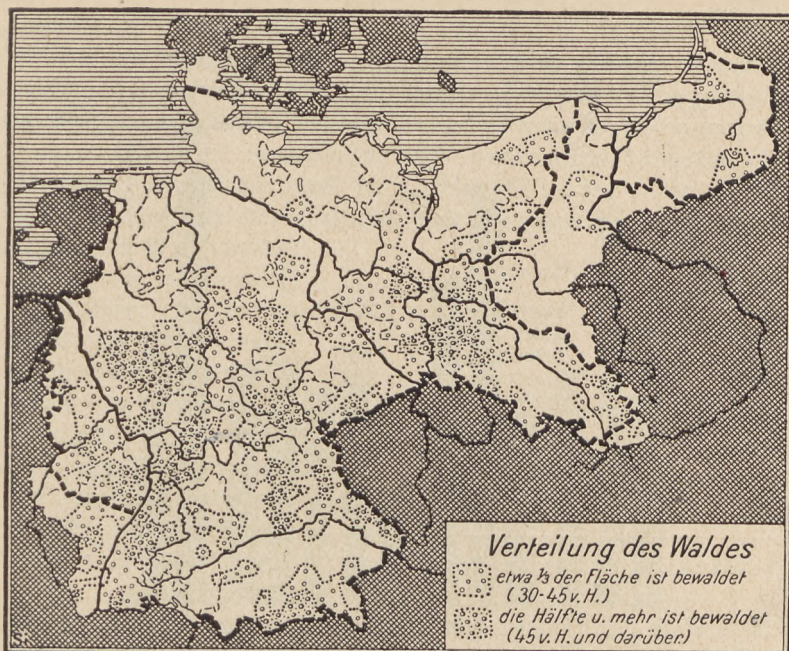 Verteilung des Waldes
etwa ⅓ der Fläche ist bewaldet
(30-45 v. H.)
die Hälfte u. mehr ist bewaldet
(45 v. H. und darüber)